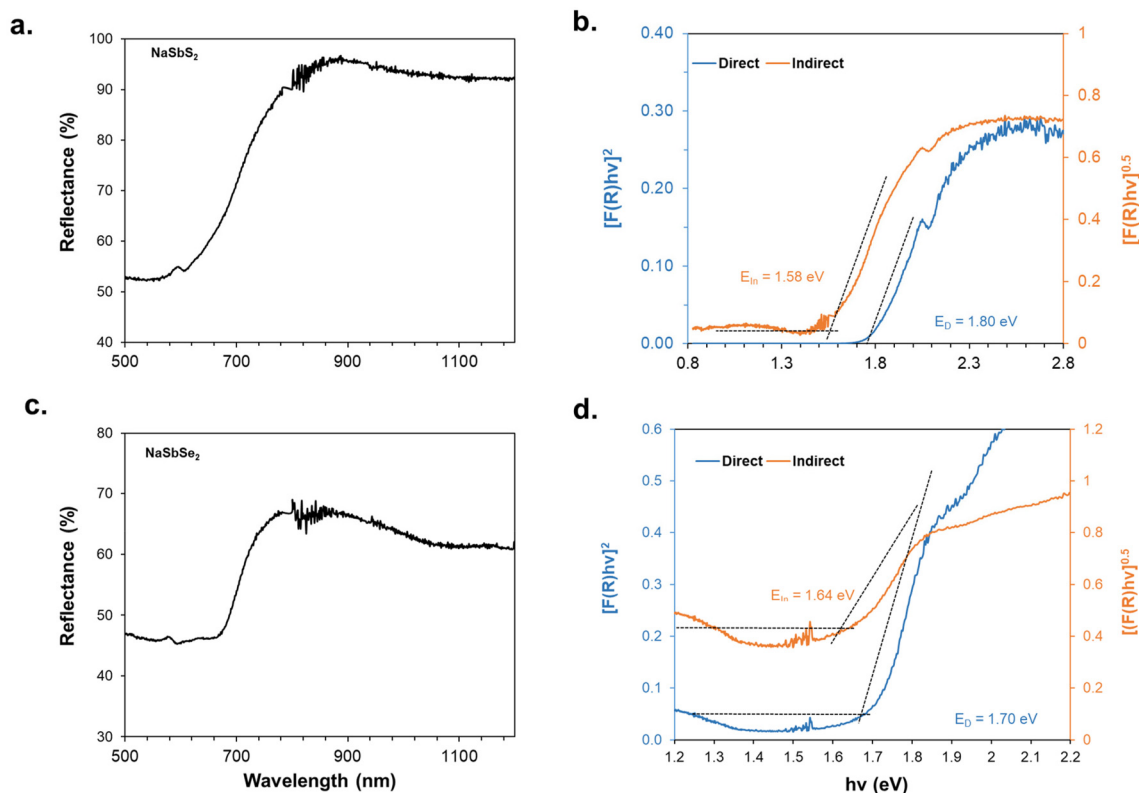 a.
NaSbS₂
Reflectance (%)
100
90
80
70
60
50
40
500
700
900
1100
b.
Direct
Indirect
[F(R)hv]²
0.40
0.30
0.20
0.10
0.00
[F(R)hv]⁰·⁵
1
0.8
0.6
0.4
0.2
0
E_In = 1.58 eV
E_D = 1.80 eV
0.8
1.3
1.8
2.3
2.8
c.
NaSbSe₂
Reflectance (%)
80
70
60
50
40
30
500
700
900
1100
Wavelength (nm)
d.
Direct
Indirect
[F(R)hv]²
0.6
0.5
0.4
0.3
0.2
0.1
0.0
[(F(R)hv]⁰·⁵
1.2
1
0.8
0.6
0.4
0.2
0
E_In = 1.64 eV
E_D = 1.70 eV
1.2
1.3
1.4
1.5
1.6
1.7
1.8
1.9
2
2.1
2.2
hv (eV)